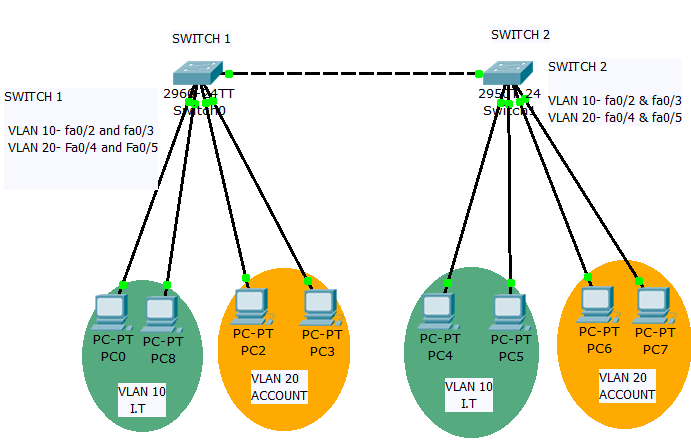 SWITCH 1
SWITCH 2
SWITCH 1
VLAN 10- fa0/2 and fa0/3
VLAN 20- Fa0/4 and Fa0/5
Switch0
SWITCH 2
VLAN 10- fa0/2 & fa0/3
VLAN 20- fa0/4 & fa0/5
PC-PT
PC0
PC-PT
PC8
VLAN 10
I.T
PC-PT
PC2
PC-PT
PC3
VLAN 20
ACCOUNT
PC-PT
PC4
PC-PT
PC5
VLAN 10
I.T
PC-PT
PC6
PC-PT
PC7
VLAN 20
ACCOUNT